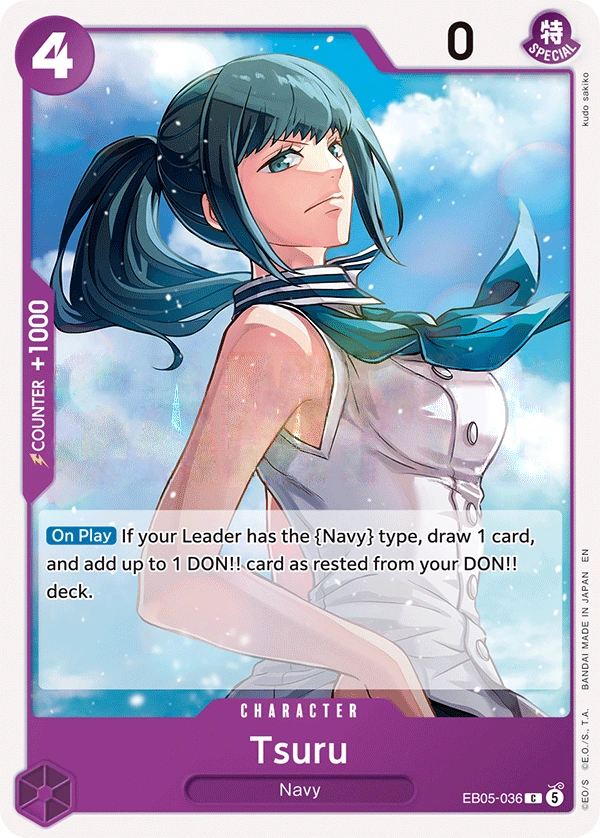 4
0
特
SPECIAL
kudo sakiko
COUNTER +1000
On Play If your Leader has the {Navy} type, draw 1 card,
and add up to 1 DON!! card as rested from your DON!!
deck.
CHARACTER
Tsuru
Navy
EB05-036 C 5
©EO/S ©E.O./S., T.A. BANDAI MADE IN JAPAN EN